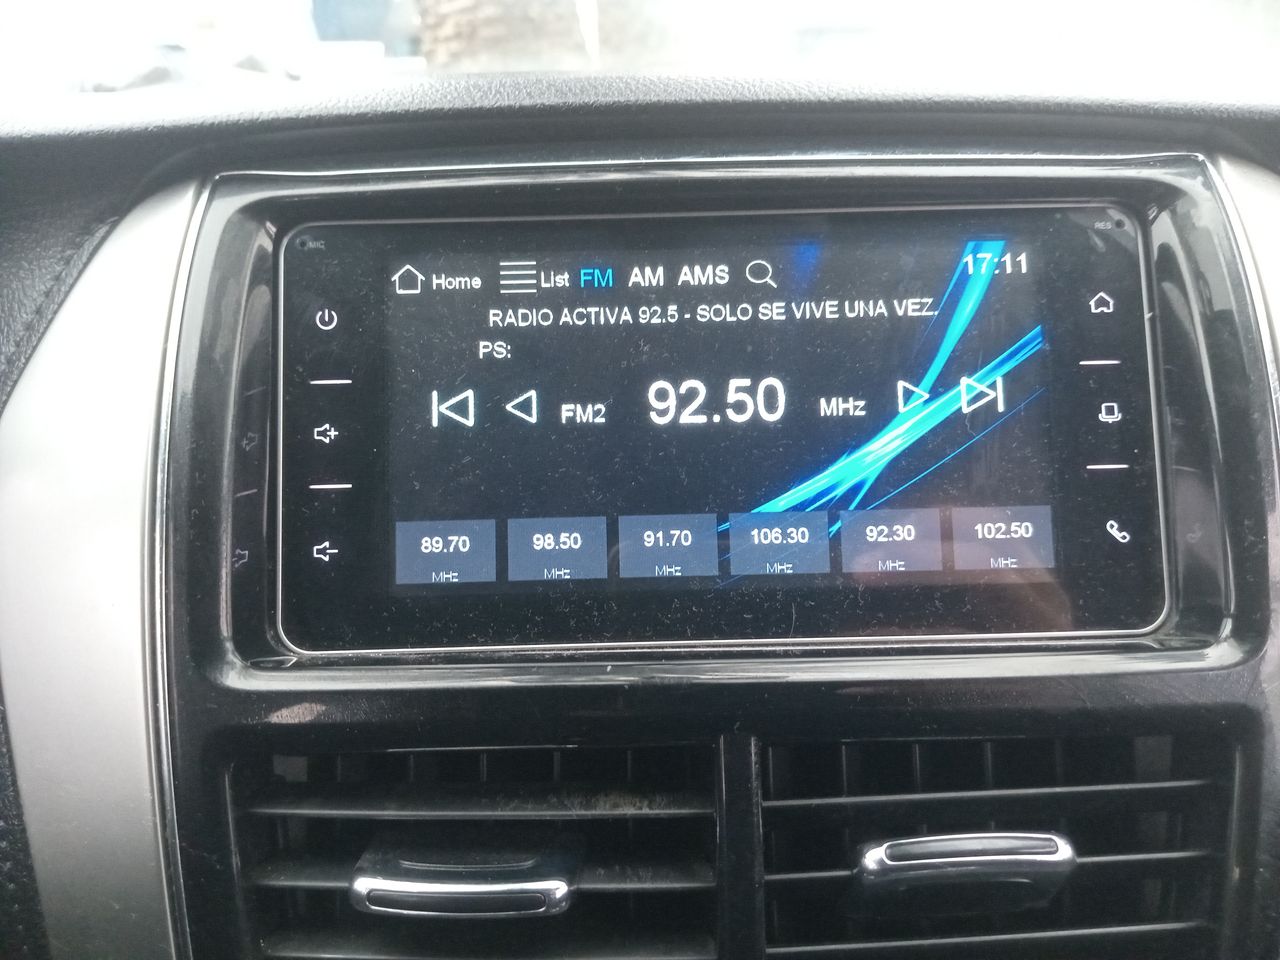 MIC
RES
Home List FM AM AMS 17:11
RADIO ACTIVA 92.5 - SOLO SE VIVE UNA VEZ.
PS:
FM2 92.50 MHz
89.70 98.50 91.70 106.30 92.30 102.50
MHz MHz MHz MHz MHz MHz